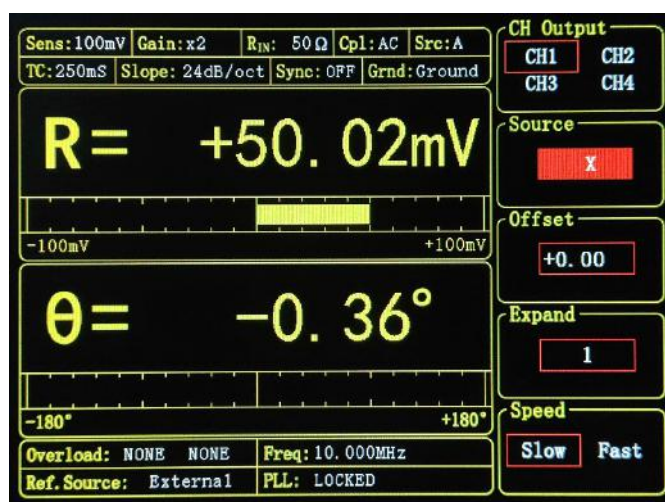 Sens:100mV Gain:x2 RIN: 50Ω Cpl:AC Src:A
TC:250mS Slope: 24dB/oct Sync:OFF Grnd:Ground
R= +50.02mV
-100mV +100mV
θ= -0.36°
-180° +180°
Overload: NONE NONE Freq:10.000MHz
Ref.Source: External PLL: LOCKED
CH Output
CH1 CH2
CH3 CH4
Source
X
Offset
+0.00
Expand
1
Speed
Slow Fast